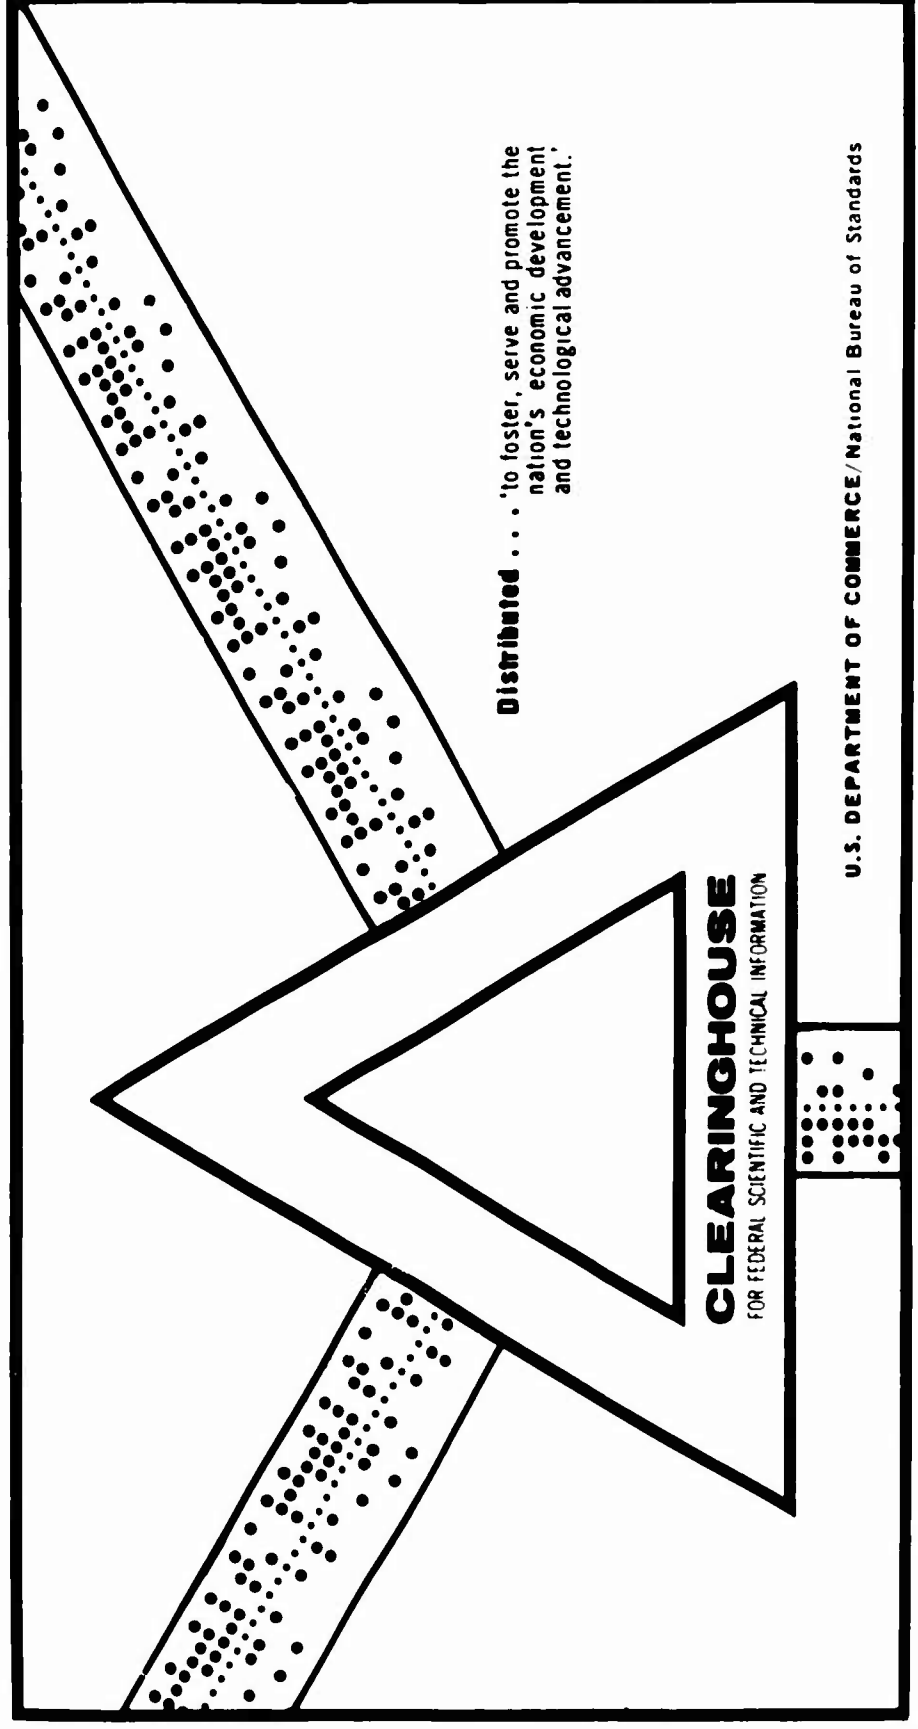 Distributed . . . 'to foster, serve and promote the
nation's economic development
and technological advancement.'
CLEARINGHOUSE
FOR FEDERAL SCIENTIFIC AND TECHNICAL INFORMATION
U.S. DEPARTMENT OF COMMERCE/National Bureau of Standards